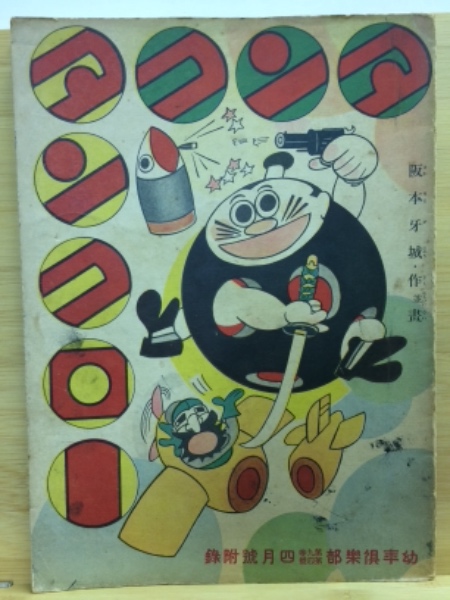 タンクタンクロー
阪本牙城・作 畫
幼年俱樂部 四月號附錄